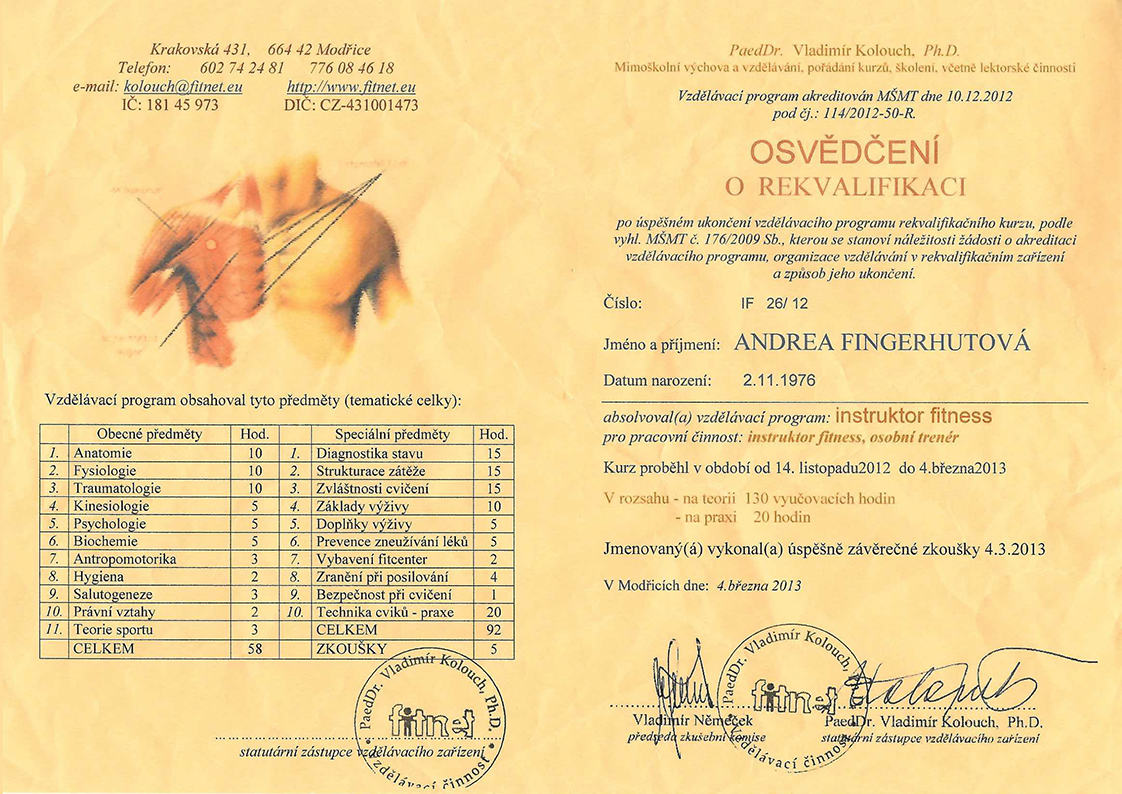 Krakovská 431, 664 42 Modřice
Telefon: 602 74 24 81 776 08 46 18
e-mail: kolouch@fitnet.eu http://www.fitnet.eu
IČ: 181 45 973 DIČ: CZ-431001473
Vzdělávací program obsahoval tyto předměty (tematické celky):
Obecné předměty Hod. Speciální předměty Hod.
1. Anatomie 10 1. Diagnostika stavu 15
2. Fysiologie 10 2. Strukturace zátěže 15
3. Traumatologie 10 3. Zvláštnosti cvičení 15
4. Kinesiologie 5 4. Základy výživy 10
5. Psychologie 5 5. Doplňky výživy 5
6. Biochemie 5 6. Prevence zneužívání léků 5
7. Antropomotorika 3 7. Vybavení fitcenter 2
8. Hygiena 2 8. Zranění při posilování 4
9. Salutogeneze 3 9. Bezpečnost při cvičení 1
10. Právní vztahy 2 10. Technika cviků - praxe 20
11. Teorie sportu 3 CELKEM 92
CELKEM 58 ZKOUŠKY 5
PaedDr. Vladimír Kolouch, Ph.D.
fitnet
Vzdělávací činnost
statutární zástupce vzdělávacího zařízení
PaedDr. Vladimír Kolouch, Ph.D.
Mimoškolní výchova a vzdělávání, pořádání kurzů, školení, včetně lektorské činnosti
Vzdělávací program akreditován MŠMT dne 10.12.2012
pod čj.: 114/2012-50-R.
OSVĚDČENÍ
O REKVALIFIKACI
po úspěšném ukončení vzdělávacího programu rekvalifikačního kurzu, podle
vyhl. MŠMT č. 176/2009 Sb., kterou se stanoví náležitosti žádosti o akreditaci
vzdělávacího programu, organizace vzdělávání v rekvalifikačním zařízení
a způsob jeho ukončení.
Číslo: IF 26/ 12
Jméno a příjmení: ANDREA FINGERHUTOVÁ
Datum narození: 2.11.1976
absolvoval(a) vzdělávací program: instruktor fitness
pro pracovní činnost: instruktor fitness, osobní trenér
Kurz proběhl v období od 14. listopadu2012 do 4.března2013
V rozsahu - na teorii 130 vyučovacích hodin
- na praxi 20 hodin
Jmenovaný(á) vykonal(a) úspěšně závěrečné zkoušky 4.3.2013
V Modřicích dne: 4.března 2013
PaedDr. Vladimír Kolouch,
fitnet
Vzdělávací činnost
Vladimír Němeček PaedDr. Vladimír Kolouch, Ph.D.
předseda zkušební komise statutární zástupce vzdělávacího zařízení